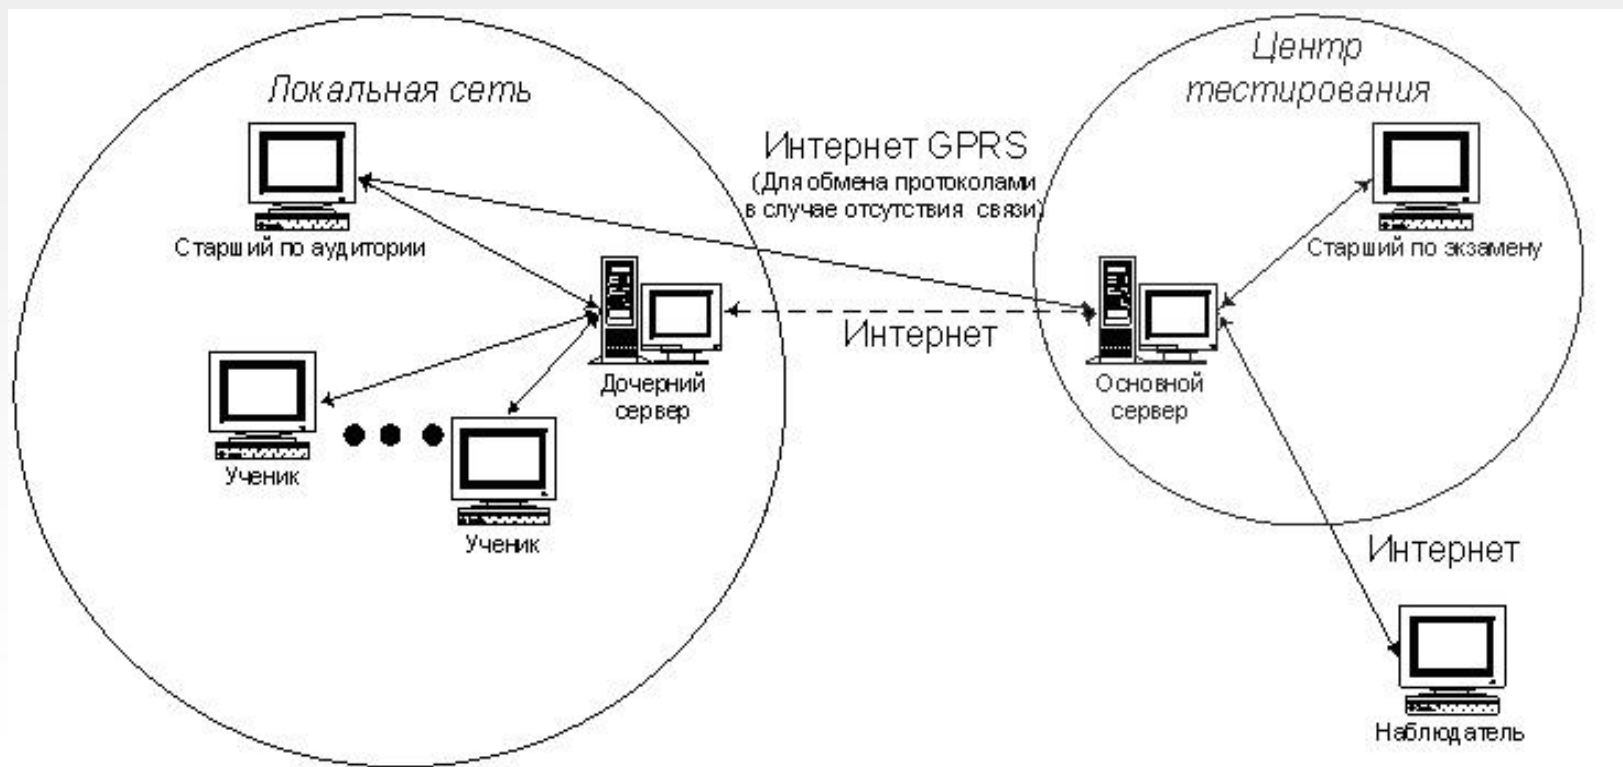 Локальная сеть
Центр
тестирования
Интернет GPRS
(Для обмена протоколами
в случае отсутствия связи)
Старший по аудитории
Старший по экзамену
Интернет
Дочерний
сервер
Основной
сервер
Ученик
Ученик
Интернет
Наблюдатель